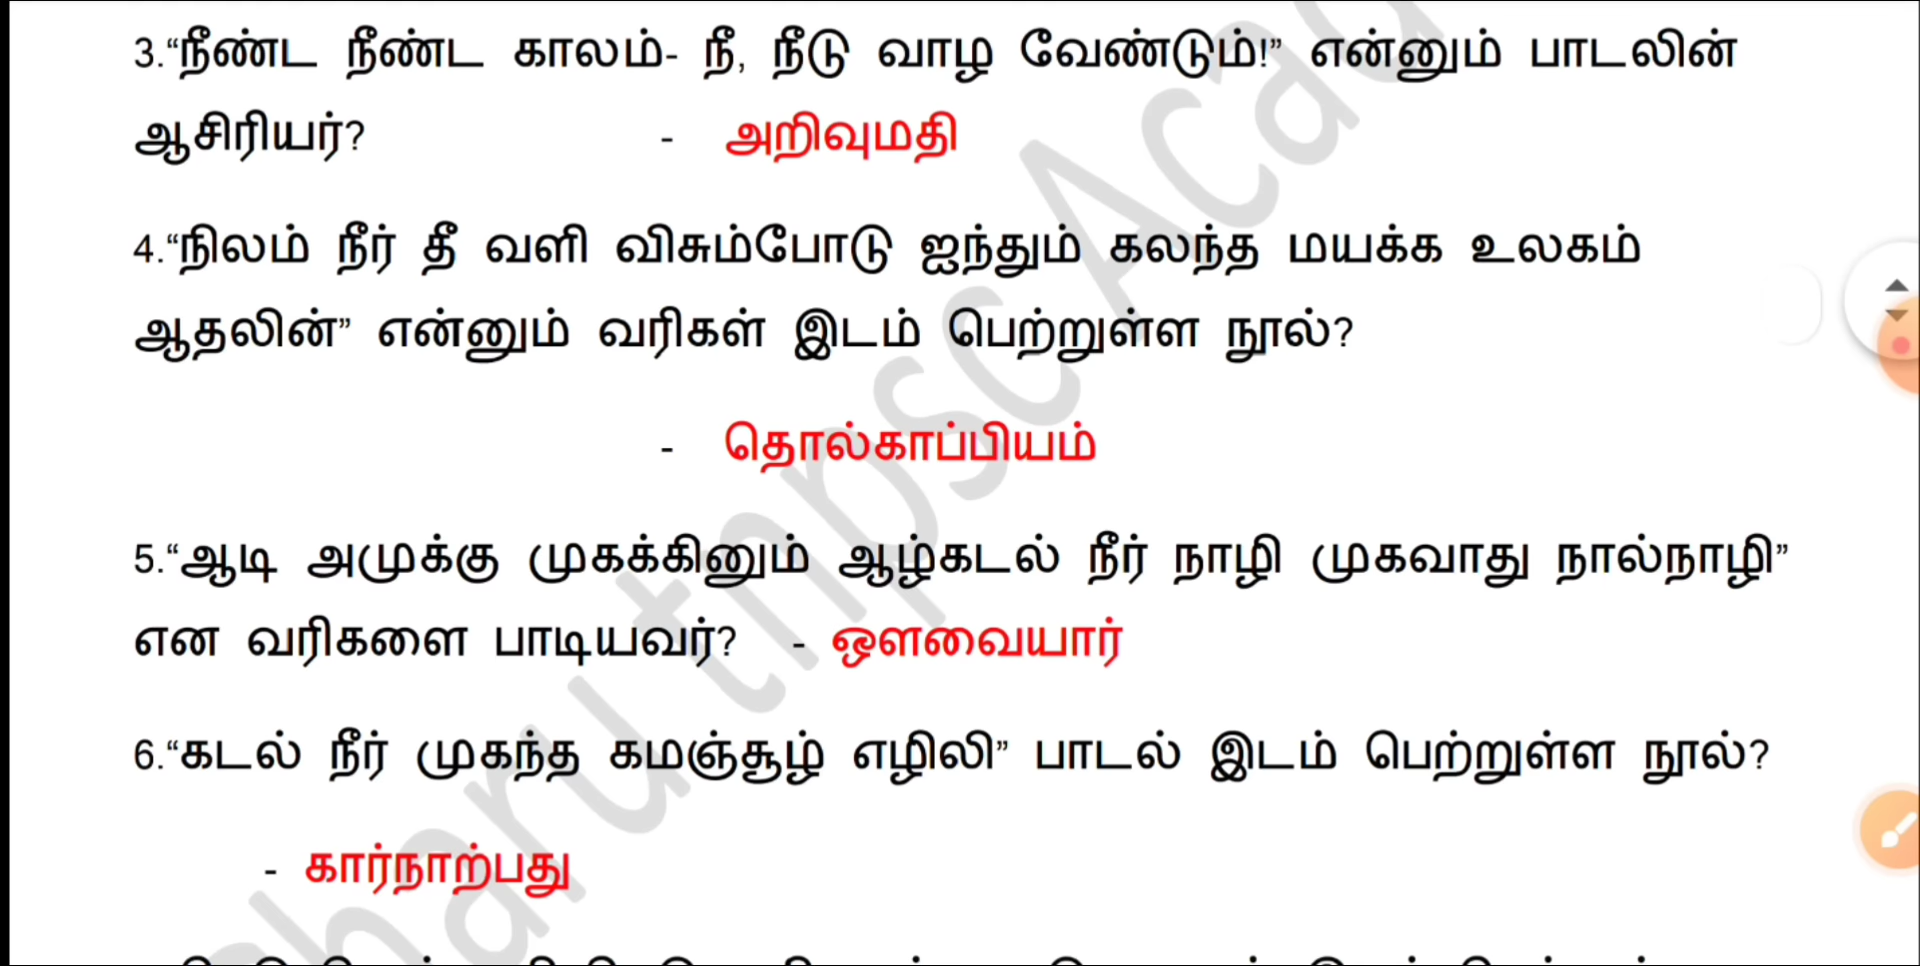 3.“நீண்ட நீண்ட காலம்- நீ, நீடு வாழ வேண்டும்!” என்னும் பாடலின்
ஆசிரியர்? - அறிவுமதி
4.“நிலம் நீர் தீ வளி விசும்போடு ஐந்தும் கலந்த மயக்க உலகம்
ஆதலின்” என்னும் வரிகள் இடம் பெற்றுள்ள நூல்?
- தொல்காப்பியம்
5.“ஆடி அமுக்கு முகக்கினும் ஆழ்கடல் நீர் நாழி முகவாது நால்நாழி”
என வரிகளை பாடியவர்? - ஔவையார்
6.“கடல் நீர் முகந்த கமஞ்சூழ் எழிலி” பாடல் இடம் பெற்றுள்ள நூல்?
- கார்நாற்பது
tnpsc